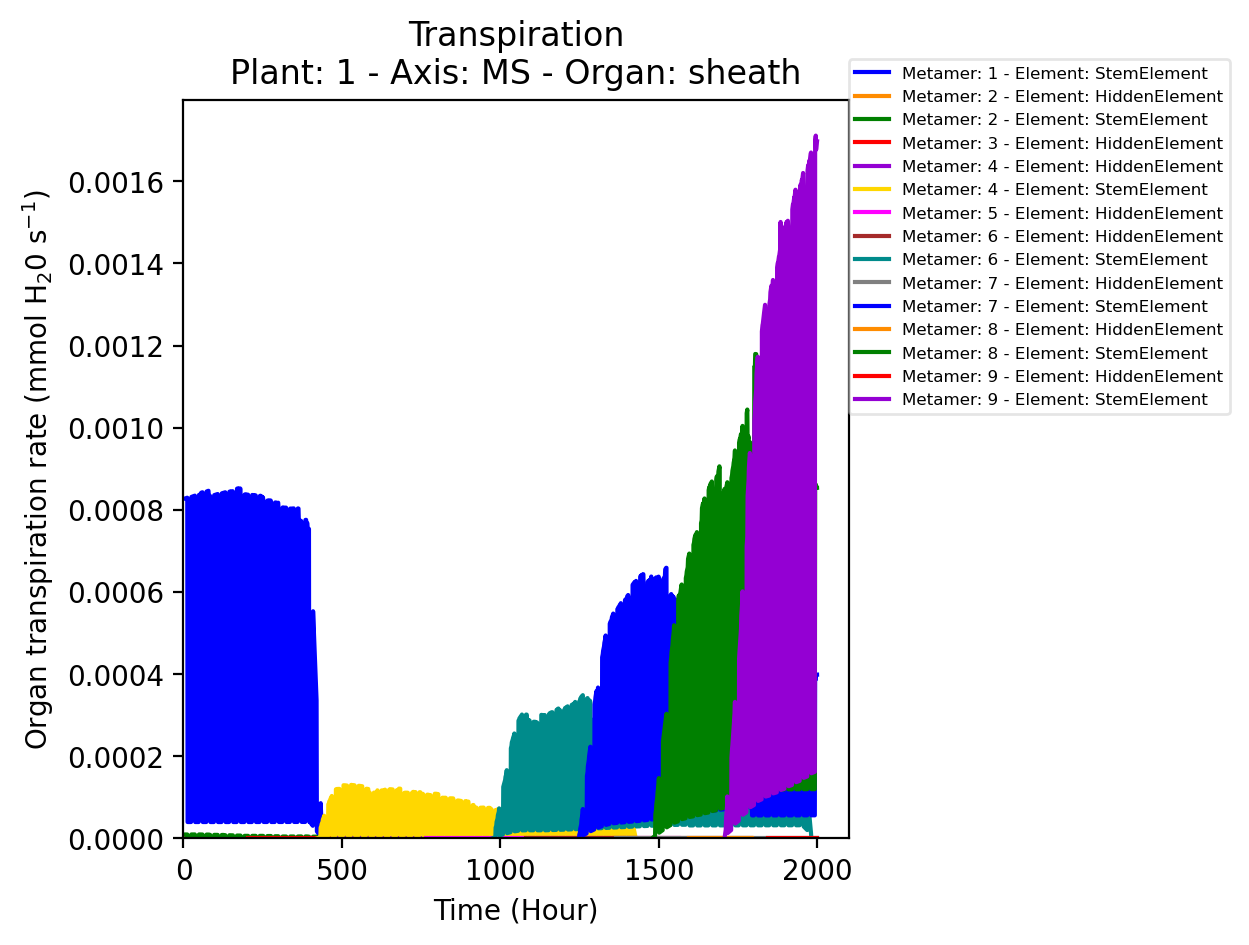 Transpiration
Plant: 1 - Axis: MS - Organ: sheath
Metamer: 1 - Element: StemElement
Metamer: 2 - Element: HiddenElement
Metamer: 2 - Element: StemElement
Metamer: 3 - Element: HiddenElement
Metamer: 4 - Element: HiddenElement
Metamer: 4 - Element: StemElement
Metamer: 5 - Element: HiddenElement
Metamer: 6 - Element: HiddenElement
Metamer: 6 - Element: StemElement
Metamer: 7 - Element: HiddenElement
Metamer: 7 - Element: StemElement
Metamer: 8 - Element: HiddenElement
Metamer: 8 - Element: StemElement
Metamer: 9 - Element: HiddenElement
Metamer: 9 - Element: StemElement
Organ transpiration rate (mmol H₂0 s⁻¹)
0.0016
0.0014
0.0012
0.0010
0.0008
0.0006
0.0004
0.0002
0.0000
0 500 1000 1500 2000
Time (Hour)